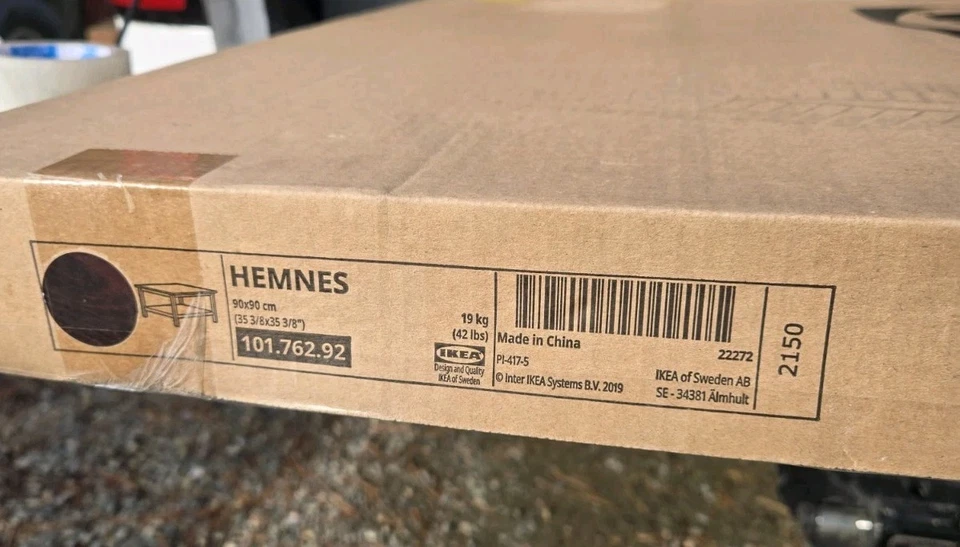 HEMNES
90x90 cm
(35 3/8x35 3/8")
101.762.92
19 kg
(42 lbs)
IKEA
Design and Quality
IKEA of Sweden
Made in China
PI-417-5
© Inter IKEA Systems B.V. 2019
22272
IKEA of Sweden AB
SE - 34381 Älmhult
2150